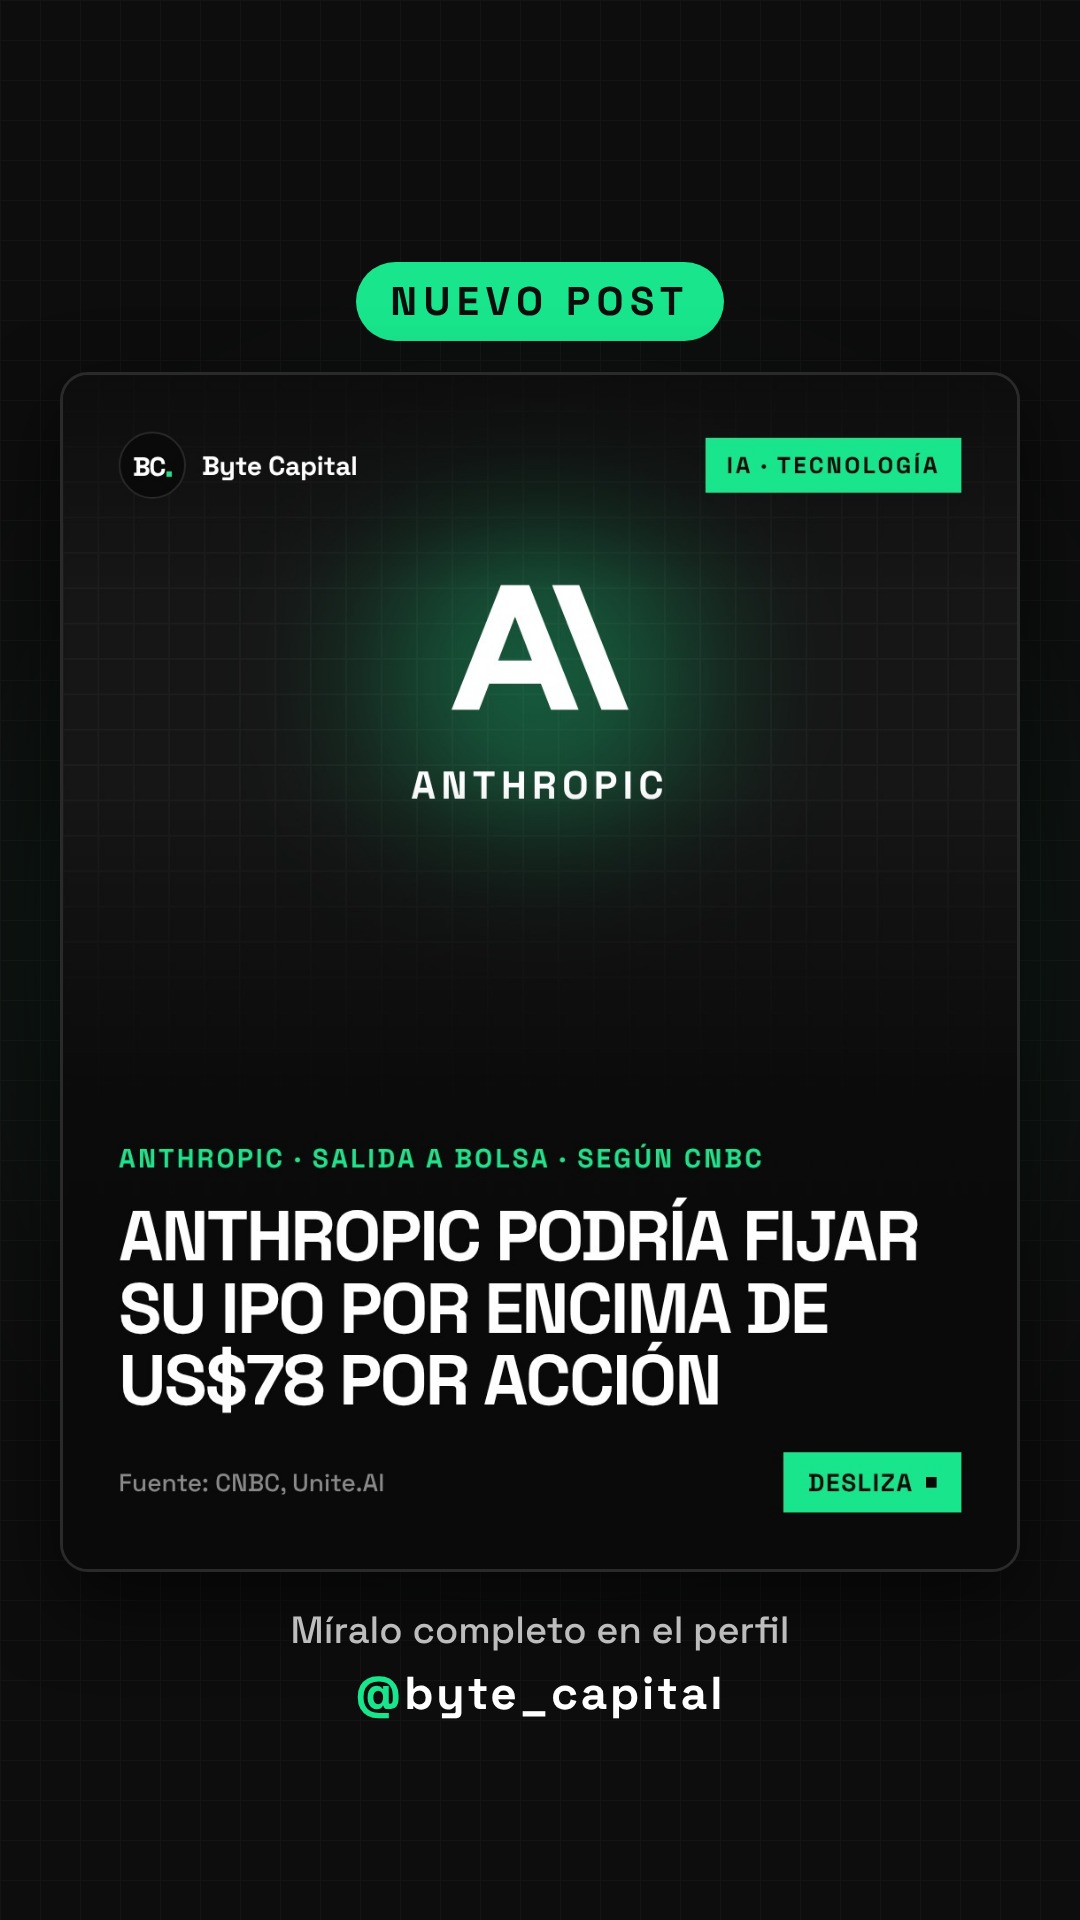 NUEVO POST
BC.
Byte Capital
IA · TECNOLOGÍA
ANTHROPIC
ANTHROPIC · SALIDA A BOLSA · SEGÚN CNBC
ANTHROPIC PODRÍA FIJAR
SU IPO POR ENCIMA DE
US$78 POR ACCIÓN
Fuente: CNBC, Unite.AI
DESLIZA
Míralo completo en el perfil
@byte_capital